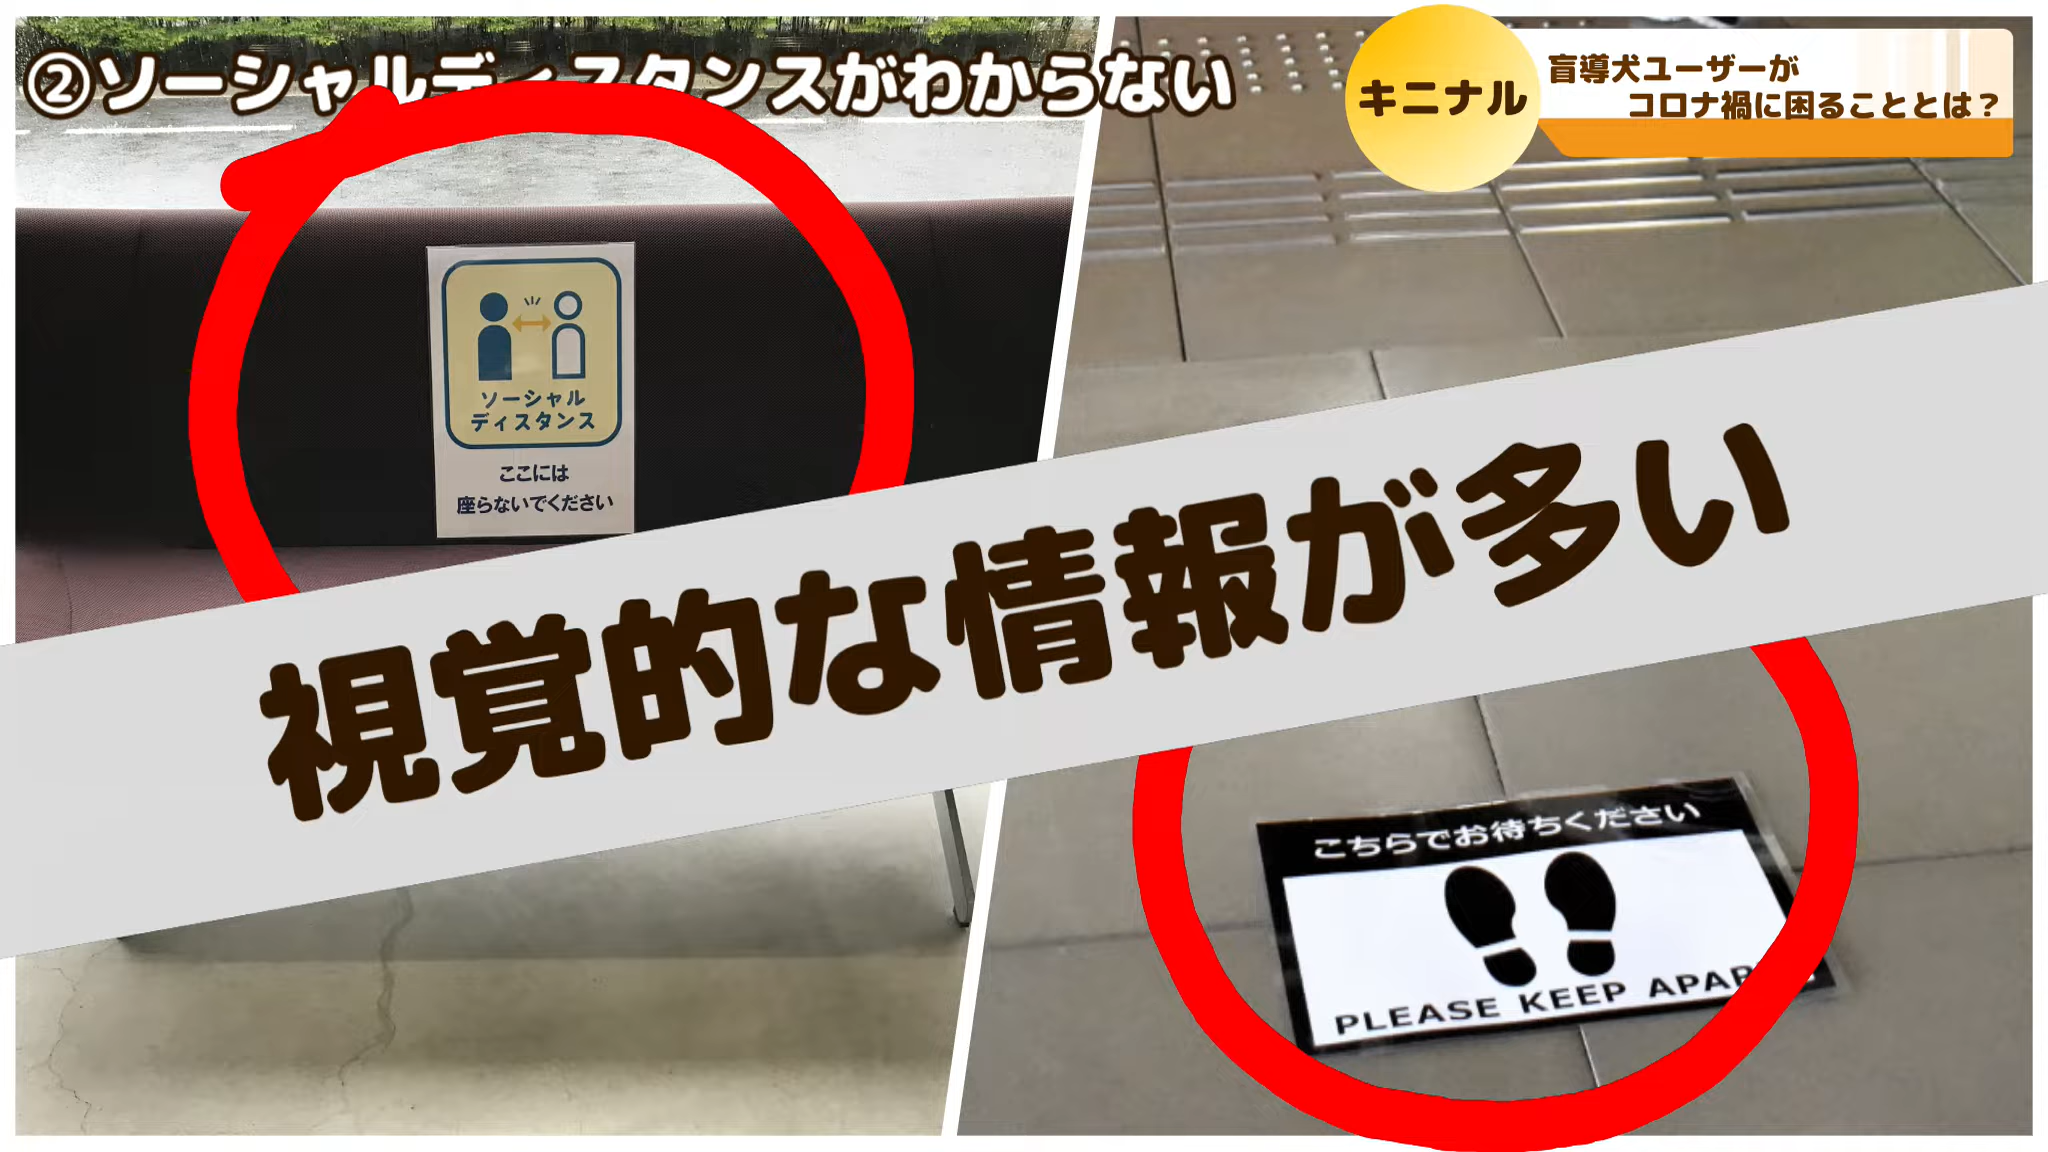 ②ソーシャルディスタンスがわからない
キニナル
盲導犬ユーザーが
コロナ禍に困ることとは？
ソーシャル
ディスタンス
ここには
座らないでください
視覚的な情報が多い
こちらでお待ちください
PLEASE KEEP